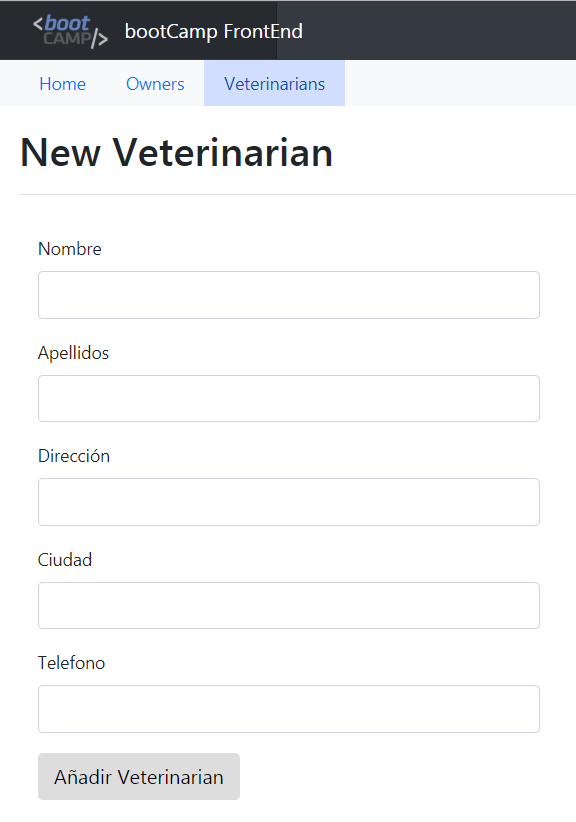 <boot
CAMP/>
bootCamp FrontEnd
Home Owners Veterinarians
New Veterinarian
Nombre
Apellidos
Dirección
Ciudad
Telefono
Añadir Veterinarian